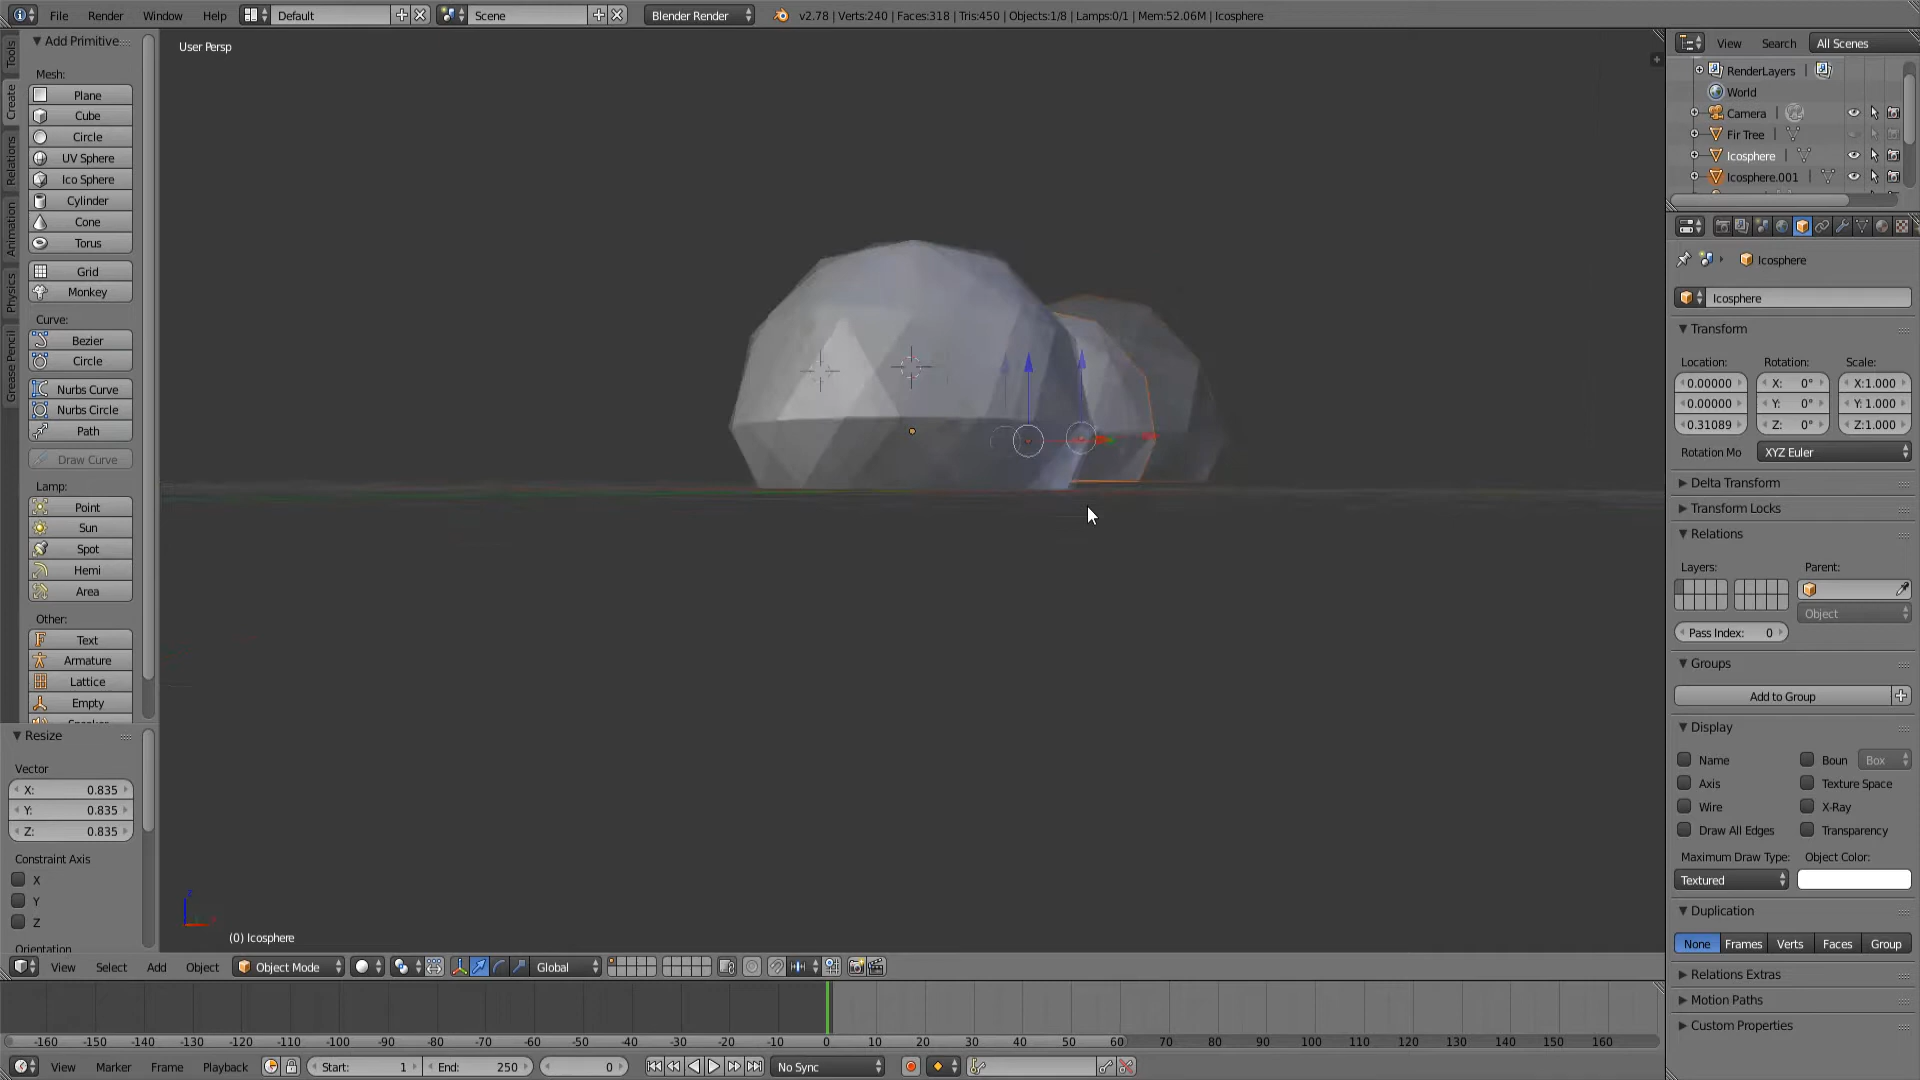 File Render Window Help Default Scene Blender Render v2.78 | Verts:240 | Faces:318 | Tris:450 | Objects:1/8 | Lamps:0/1 | Mem:52.06M | Icosphere
Tools
Create
Relations
Animation
Physics
Grease Pencil
Add Primitive
Mesh:
Plane
Cube
Circle
UV Sphere
Ico Sphere
Cylinder
Cone
Torus
Grid
Monkey
Curve:
Bezier
Circle
Nurbs Curve
Nurbs Circle
Path
Draw Curve
Lamp:
Point
Sun
Spot
Hemi
Area
Other:
Text
Armature
Lattice
Empty
Resize
Vector
X: 0.835
Y: 0.835
Z: 0.835
Constraint Axis
X
Y
Z
Orientation
User Persp
(0) Icosphere
View Select Add Object Object Mode Global
-160 -150 -140 -130 -120 -110 -100 -90 -80 -70 -60 -50 -40 -30 -20 -10 0 10 20 30 40 50 60 70 80 90 100 110 120 130 140 150 160
View Marker Frame Playback Start: 1 End: 250 0 No Sync
View Search All Scenes
RenderLayers
World
Camera
Fir Tree
Icosphere
Icosphere.001
Icosphere
Icosphere
Transform
Location: Rotation: Scale:
0.00000 X: 0° X:1.000
0.00000 Y: 0° Y: 1.000
0.31089 Z: 0° Z:1.000
Rotation Mo XYZ Euler
Delta Transform
Transform Locks
Relations
Layers: Parent:
Object
Pass Index: 0
Groups
Add to Group
Display
Name Boun Box
Axis Texture Space
Wire X-Ray
Draw All Edges Transparency
Maximum Draw Type: Object Color:
Textured
Duplication
None Frames Verts Faces Group
Relations Extras
Motion Paths
Custom Properties